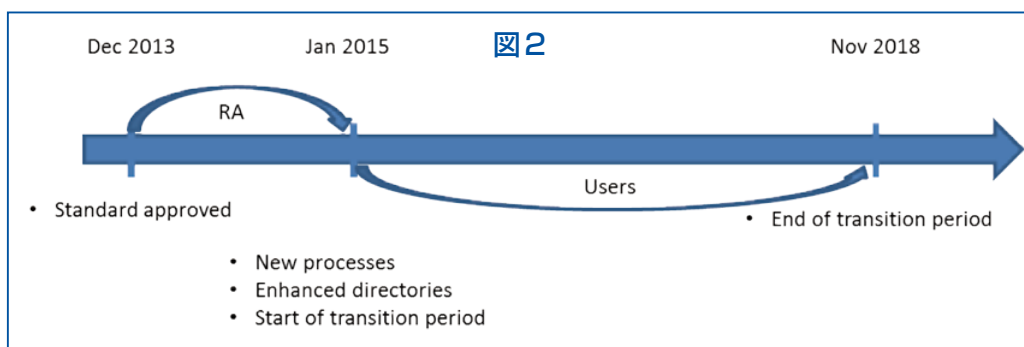 Dec 2013
Jan 2015
図2
Nov 2018
RA
Users
• Standard approved
• End of transition period
• New processes
• Enhanced directories
• Start of transition period